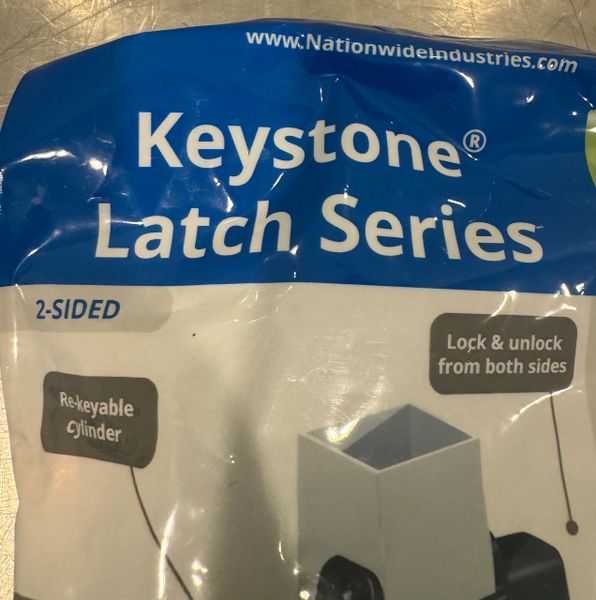 www.NationwideIndustries.com
Keystone®
Latch Series
2-SIDED
Lock & unlock
from both sides
Re-keyable
cylinder